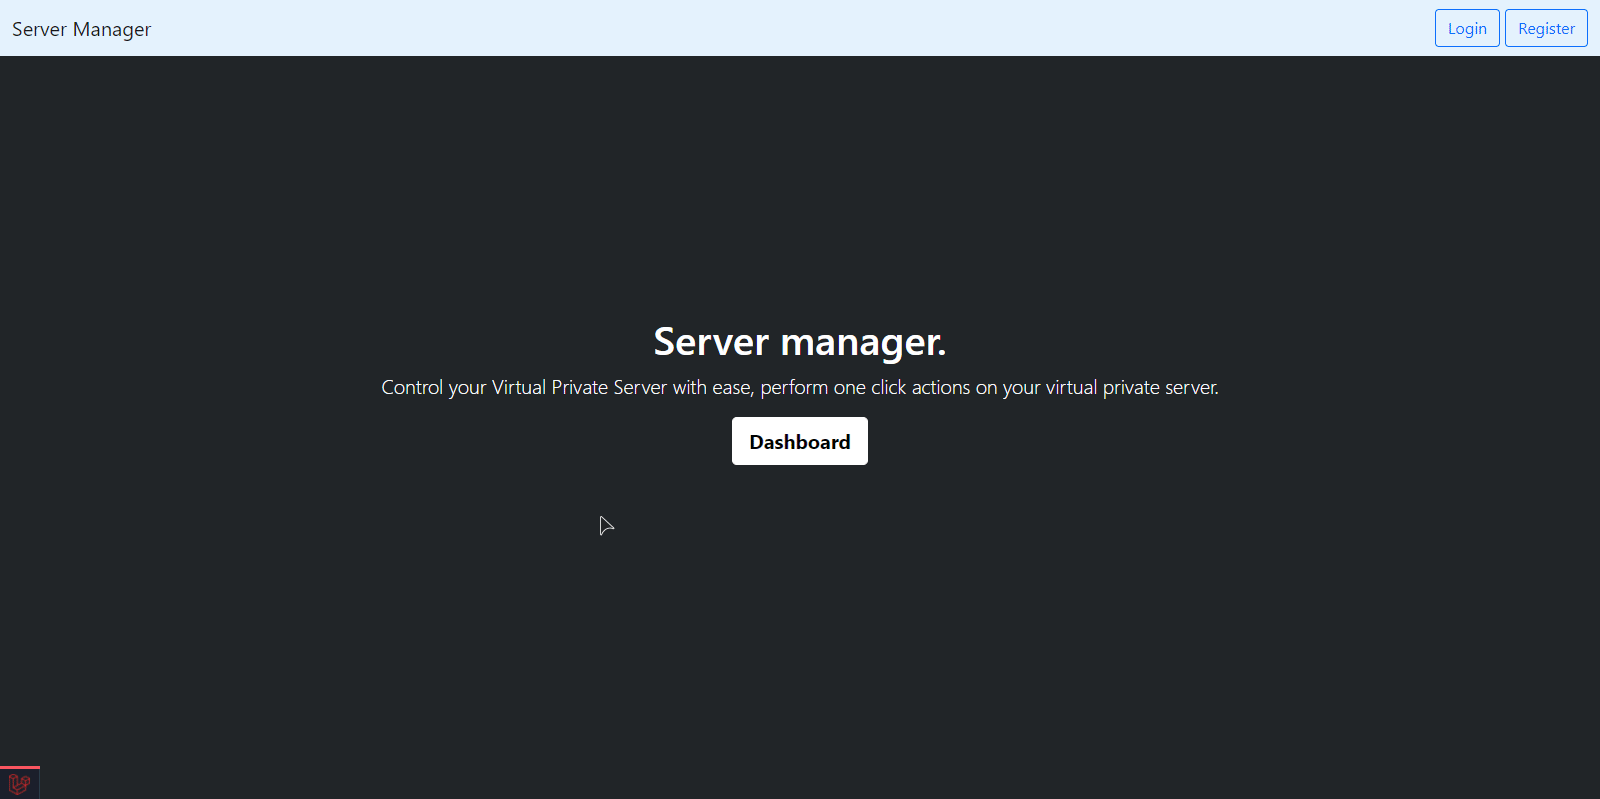 Server Manager
Login
Register
Server manager.
Control your Virtual Private Server with ease, perform one click actions on your virtual private server.
Dashboard